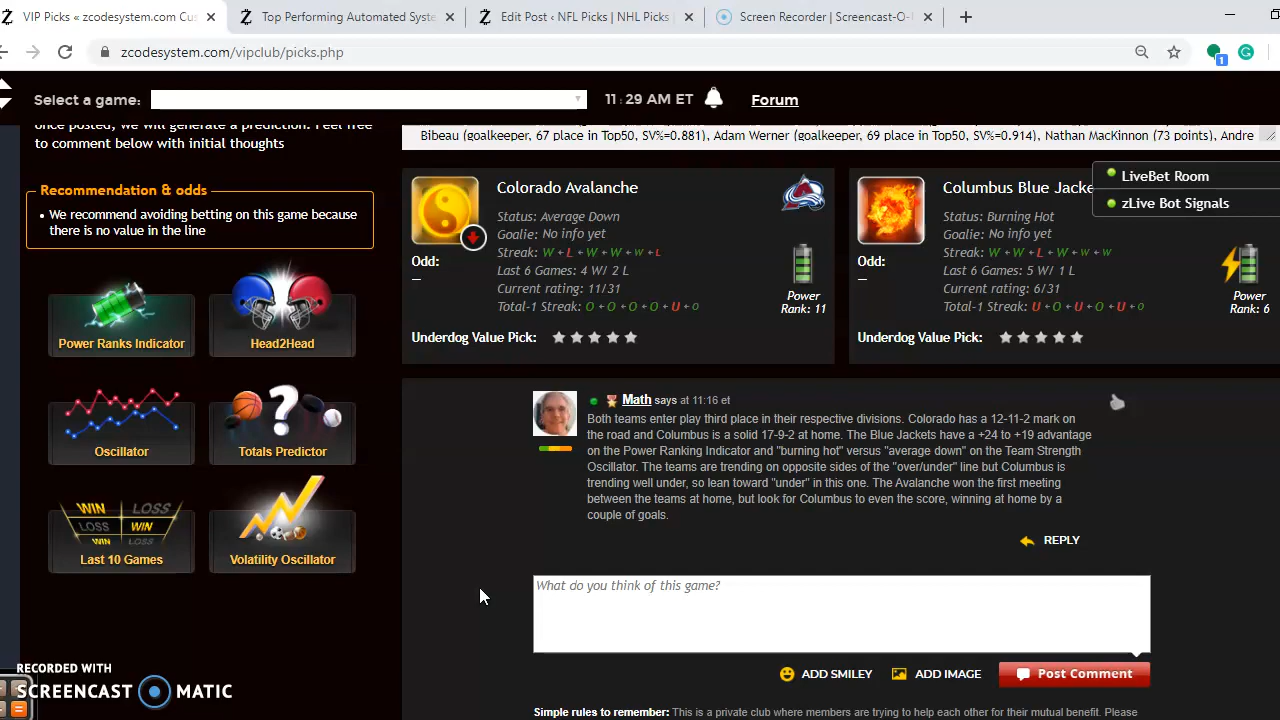 VIP Picks « zcodesystem.com Cus
Top Performing Automated Syste
Edit Post ‹ NFL Picks | NHL Picks |
Screen Recorder | Screencast-O-
zcodesystem.com/vipclub/picks.php
1
Select a game:
11:29 AM ET
Forum
once posted, we will generate a prediction. Feel free
to comment below with initial thoughts
Recommendation & odds
• We recommend avoiding betting on this game because
there is no value in the line
Power Ranks Indicator
Head2Head
Oscillator
Totals Predictor
WIN LOSS
LOSS WIN
WIN LOSS
Last 10 Games
Volatility Oscillator
Bibeau (goalkeeper, 67 place in Top50, SV%=0.881), Adam Werner (goalkeeper, 69 place in Top50, SV%=0.914), Nathan MacKinnon (73 points), Andre
Colorado Avalanche
Status: Average Down
Goalie: No info yet
Streak: W + L + W + W + W + L
Odd:
—
Last 6 Games: 4 W/ 2 L
Current rating: 11/31
Total-1 Streak: O + O + O + O + U + O
Power
Rank: 11
Underdog Value Pick:
Columbus Blue Jacke
LiveBet Room
zLive Bot Signals
Status: Burning Hot
Goalie: No info yet
Streak: W + W + L + W + W + W
Odd:
—
Last 6 Games: 5 W/ 1 L
Current rating: 6/31
Total-1 Streak: U + O + U + O + U + O
Power
Rank: 6
Underdog Value Pick:
Math says at 11:16 et
Both teams enter play third place in their respective divisions. Colorado has a 12-11-2 mark on
the road and Columbus is a solid 17-9-2 at home. The Blue Jackets have a +24 to +19 advantage
on the Power Ranking Indicator and "burning hot" versus "average down" on the Team Strength
Oscillator. The teams are trending on opposite sides of the "over/under" line but Columbus is
trending well under, so lean toward "under" in this one. The Avalanche won the first meeting
between the teams at home, but look for Columbus to even the score, winning at home by a
couple of goals.
REPLY
What do you think of this game?
ADD SMILEY
ADD IMAGE
Post Comment
Simple rules to remember: This is a private club where members are trying to help each other for their mutual benefit. Please
RECORDED WITH
SCREENCAST MATIC